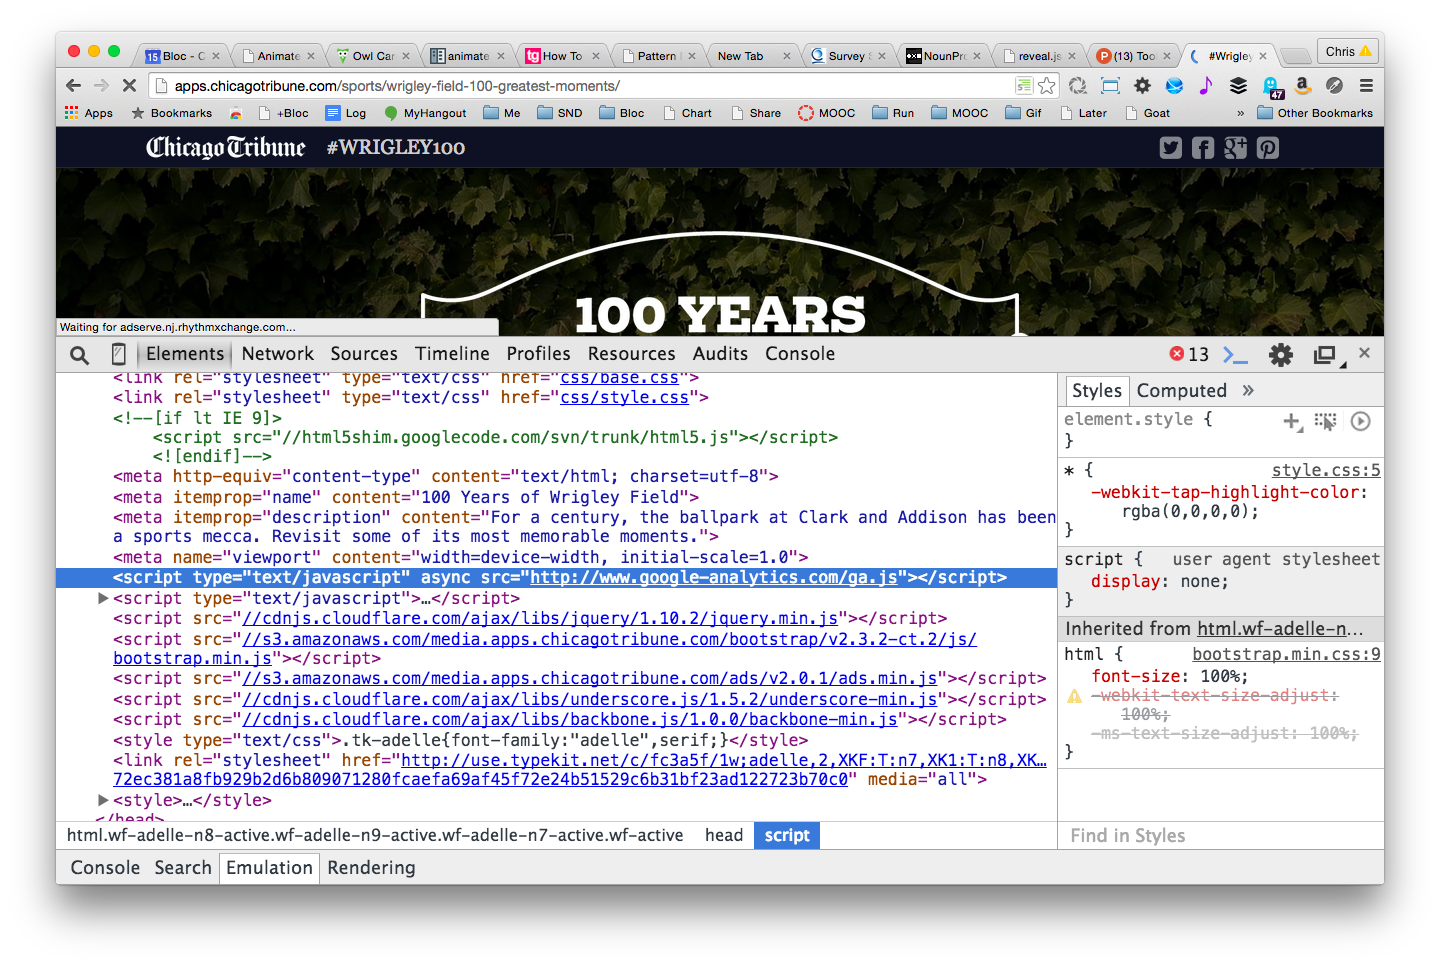 Bloc - C
Animate
Owl Car
animate
How To
Pattern
New Tab
Survey
NounPro
reveal.js
(13) Too
#Wrigley
Chris
apps.chicagotribune.com/sports/wrigley-field-100-greatest-moments/
47
Apps
Bookmarks
+Bloc
Log
MyHangout
Me
SND
Bloc
Chart
Share
MOOC
Run
MOOC
Gif
Later
Goat
»
Other Bookmarks
Chicago Tribune
#WRIGLEY100
100 YEARS
Waiting for adserve.nj.rhythmxchange.com...
Elements Network Sources Timeline Profiles Resources Audits Console
13
<link rel="stylesheet" type="text/css" href="css/base.css">
<link rel="stylesheet" type="text/css" href="css/style.css">
<!--[if lt IE 9]>
<script src="//html5shim.googlecode.com/svn/trunk/html5.js"></script>
<![endif]-->
<meta http-equiv="content-type" content="text/html; charset=utf-8">
<meta itemprop="name" content="100 Years of Wrigley Field">
<meta itemprop="description" content="For a century, the ballpark at Clark and Addison has been
a sports mecca. Revisit some of its most memorable moments.">
<meta name="viewport" content="width=device-width, initial-scale=1.0">
<script type="text/javascript" async src="http://www.google-analytics.com/ga.js"></script>
<script type="text/javascript">…</script>
<script src="//cdnjs.cloudflare.com/ajax/libs/jquery/1.10.2/jquery.min.js"></script>
<script src="//s3.amazonaws.com/media.apps.chicagotribune.com/bootstrap/v2.3.2-ct.2/js/
bootstrap.min.js"></script>
<script src="//s3.amazonaws.com/media.apps.chicagotribune.com/ads/v2.0.1/ads.min.js"></script>
<script src="//cdnjs.cloudflare.com/ajax/libs/underscore.js/1.5.2/underscore-min.js"></script>
<script src="//cdnjs.cloudflare.com/ajax/libs/backbone.js/1.0.0/backbone-min.js"></script>
<style type="text/css">.tk-adelle{font-family:"adelle",serif;}</style>
<link rel="stylesheet" href="http://use.typekit.net/c/fc3a5f/1w;adelle,2,XKF:T:n7,XK1:T:n8,XK…
72ec381a8fb929b2d6b809071280fcaefa69af45f72e24b51529c6b31bf23ad122723b70c0" media="all">
<style>…</style>
</head>
html.wf-adelle-n8-active.wf-adelle-n9-active.wf-adelle-n7-active.wf-active head script
Styles Computed »
element.style {
}
* { style.css:5
-webkit-tap-highlight-color:
rgba(0,0,0,0);
}
script { user agent stylesheet
display: none;
}
Inherited from html.wf-adelle-n…
html { bootstrap.min.css:9
font-size: 100%;
-webkit-text-size-adjust:
100%;
-ms-text-size-adjust: 100%;
}
Find in Styles
Console Search Emulation Rendering